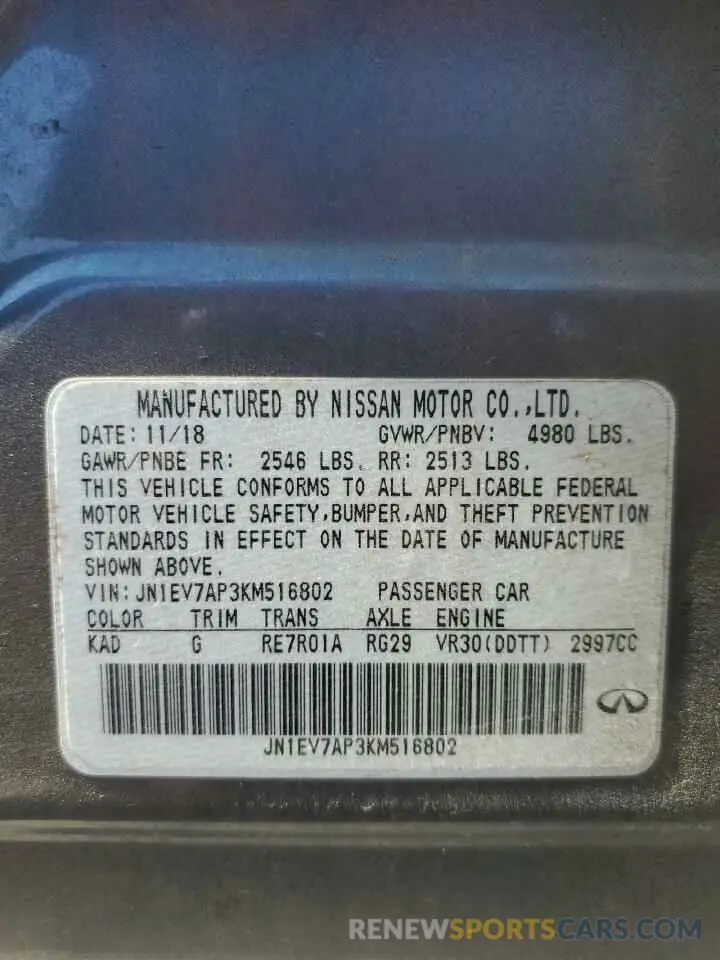 MANUFACTURED BY NISSAN MOTOR CO.,LTD.
DATE: 11/18 GVWR/PNBV: 4980 LBS.
GAWR/PNBE FR: 2546 LBS. RR: 2513 LBS.
THIS VEHICLE CONFORMS TO ALL APPLICABLE FEDERAL
MOTOR VEHICLE SAFETY,BUMPER,AND THEFT PREVENTION
STANDARDS IN EFFECT ON THE DATE OF MANUFACTURE
SHOWN ABOVE.
VIN: JN1EV7AP3KM516802 PASSENGER CAR
COLOR TRIM TRANS AXLE ENGINE
KAD G RE7R01A RG29 VR30(DDTT) 2997CC
JN1EV7AP3KM516802
RENEWSPORTSCARS.COM